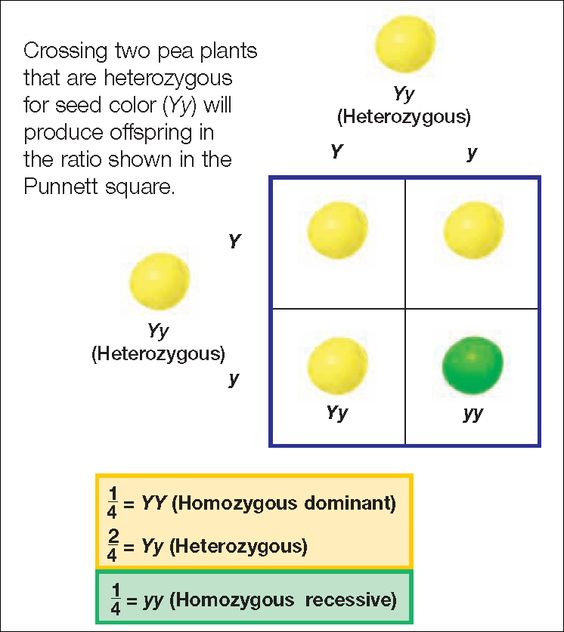 Crossing two pea plants
that are heterozygous
for seed color (Yy) will
produce offspring in
the ratio shown in the
Punnett square.
Yy
(Heterozygous)
Y y
Y
Yy
(Heterozygous)
y
Yy yy
1/4 = YY (Homozygous dominant)
2/4 = Yy (Heterozygous)
1/4 = yy (Homozygous recessive)